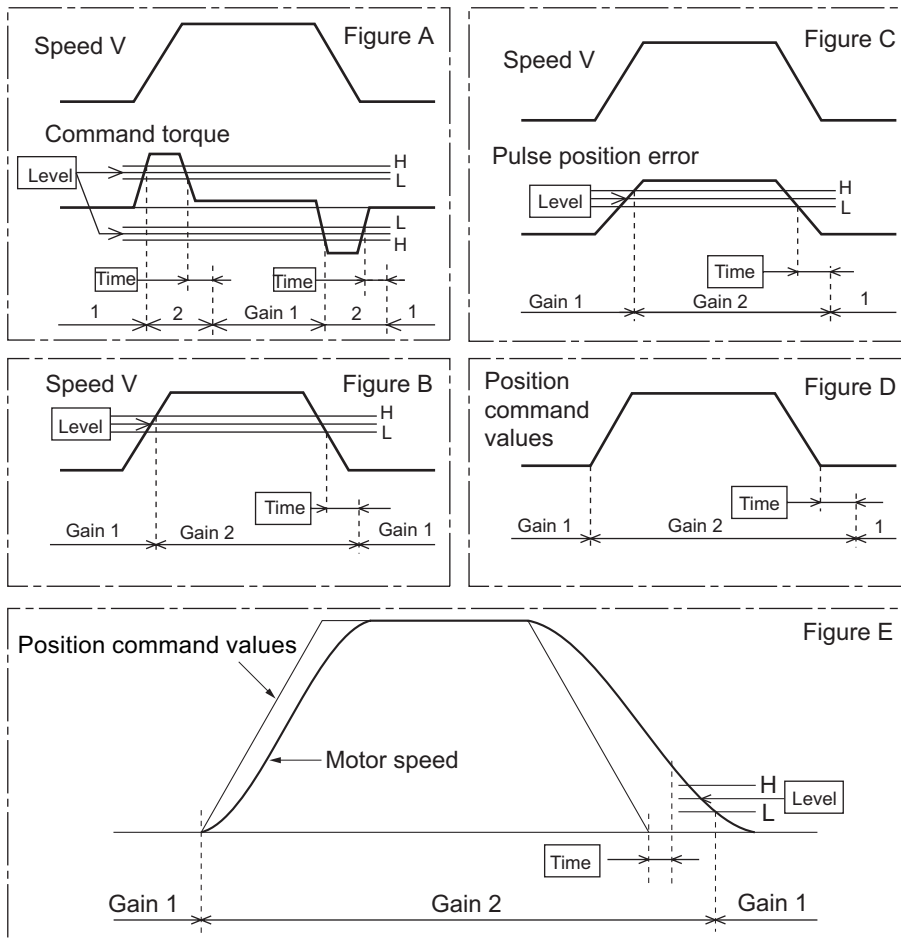 Figure A
Speed V
Command torque
H
Level
L
L
H
Time
Time
1
2
Gain 1
2
1
Figure C
Speed V
Pulse position error
H
Level
L
Time
Gain 1
Gain 2
1
Figure B
Speed V
H
Level
L
Time
Gain 1
Gain 2
Gain 1
Figure D
Position
command
values
Time
Gain 1
Gain 2
1
Figure E
Position command values
Motor speed
H
Level
L
Time
Gain 1
Gain 2
Gain 1